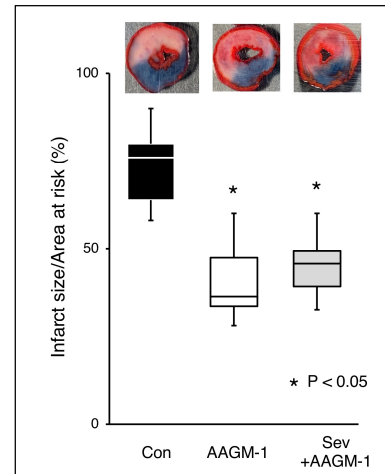 100
Infarct size/Area at risk (%)
*
*
50
* P < 0.05
0
Con
AAGM-1
Sev
+AAGM-1